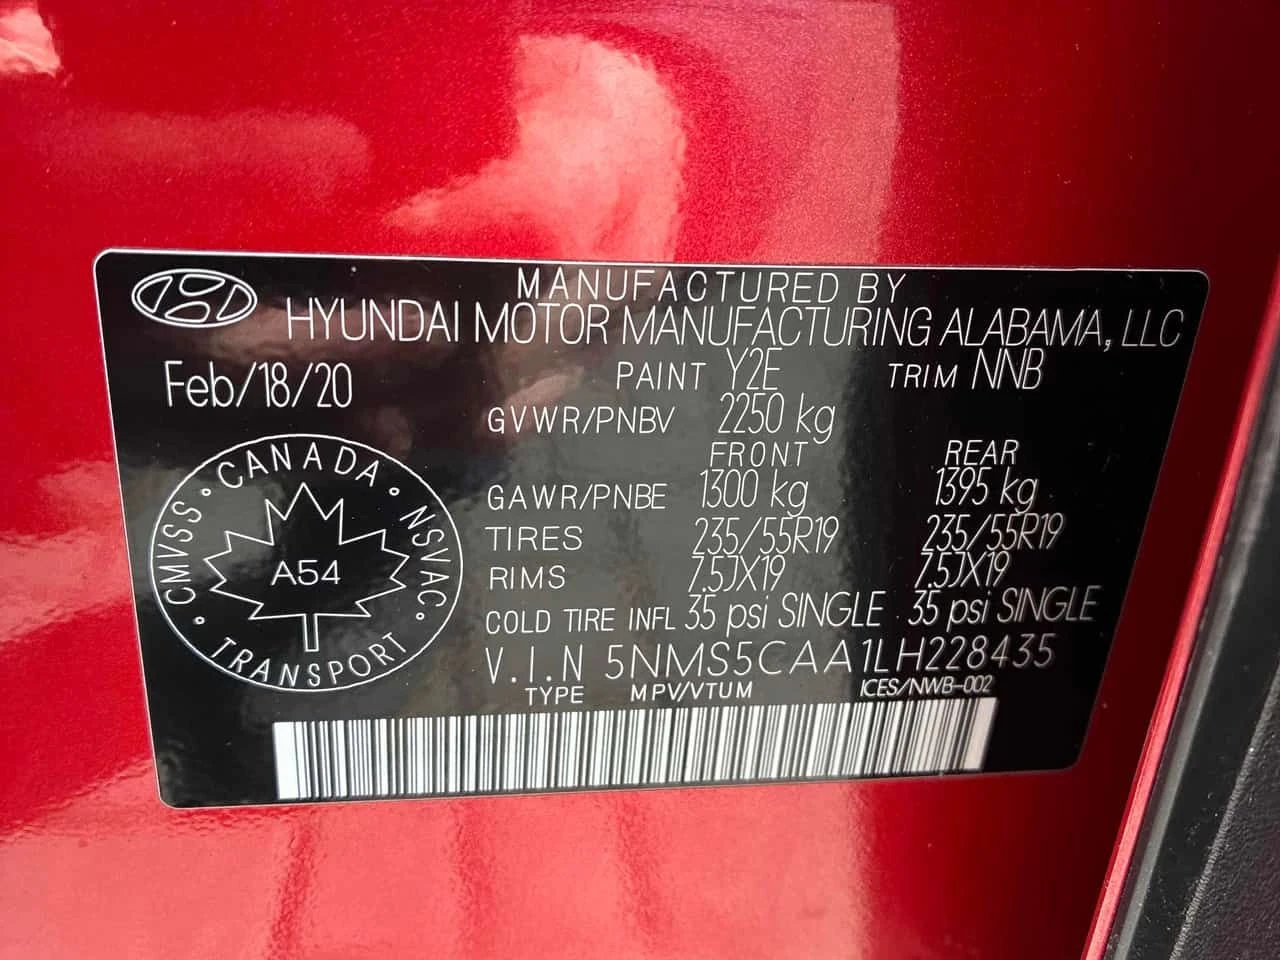 MANUFACTURED BY
HYUNDAI MOTOR MANUFACTURING ALABAMA, LLC
Feb/18/20 PAINT Y2E TRIM NNB
GVWR/PNBV 2250 kg
FRONT REAR
GAWR/PNBE 1300 kg 1395 kg
TIRES 235/55R19 235/55R19
RIMS 7.5JX19 7.5JX19
COLD TIRE INFL 35 psi SINGLE 35 psi SINGLE
V.I.N 5NMS5CAA1LH228435
TYPE MPV/VTUM ICES/NWB-002
CMVSS ° CANADA ° NSVAC ° TRANSPORT °
A54